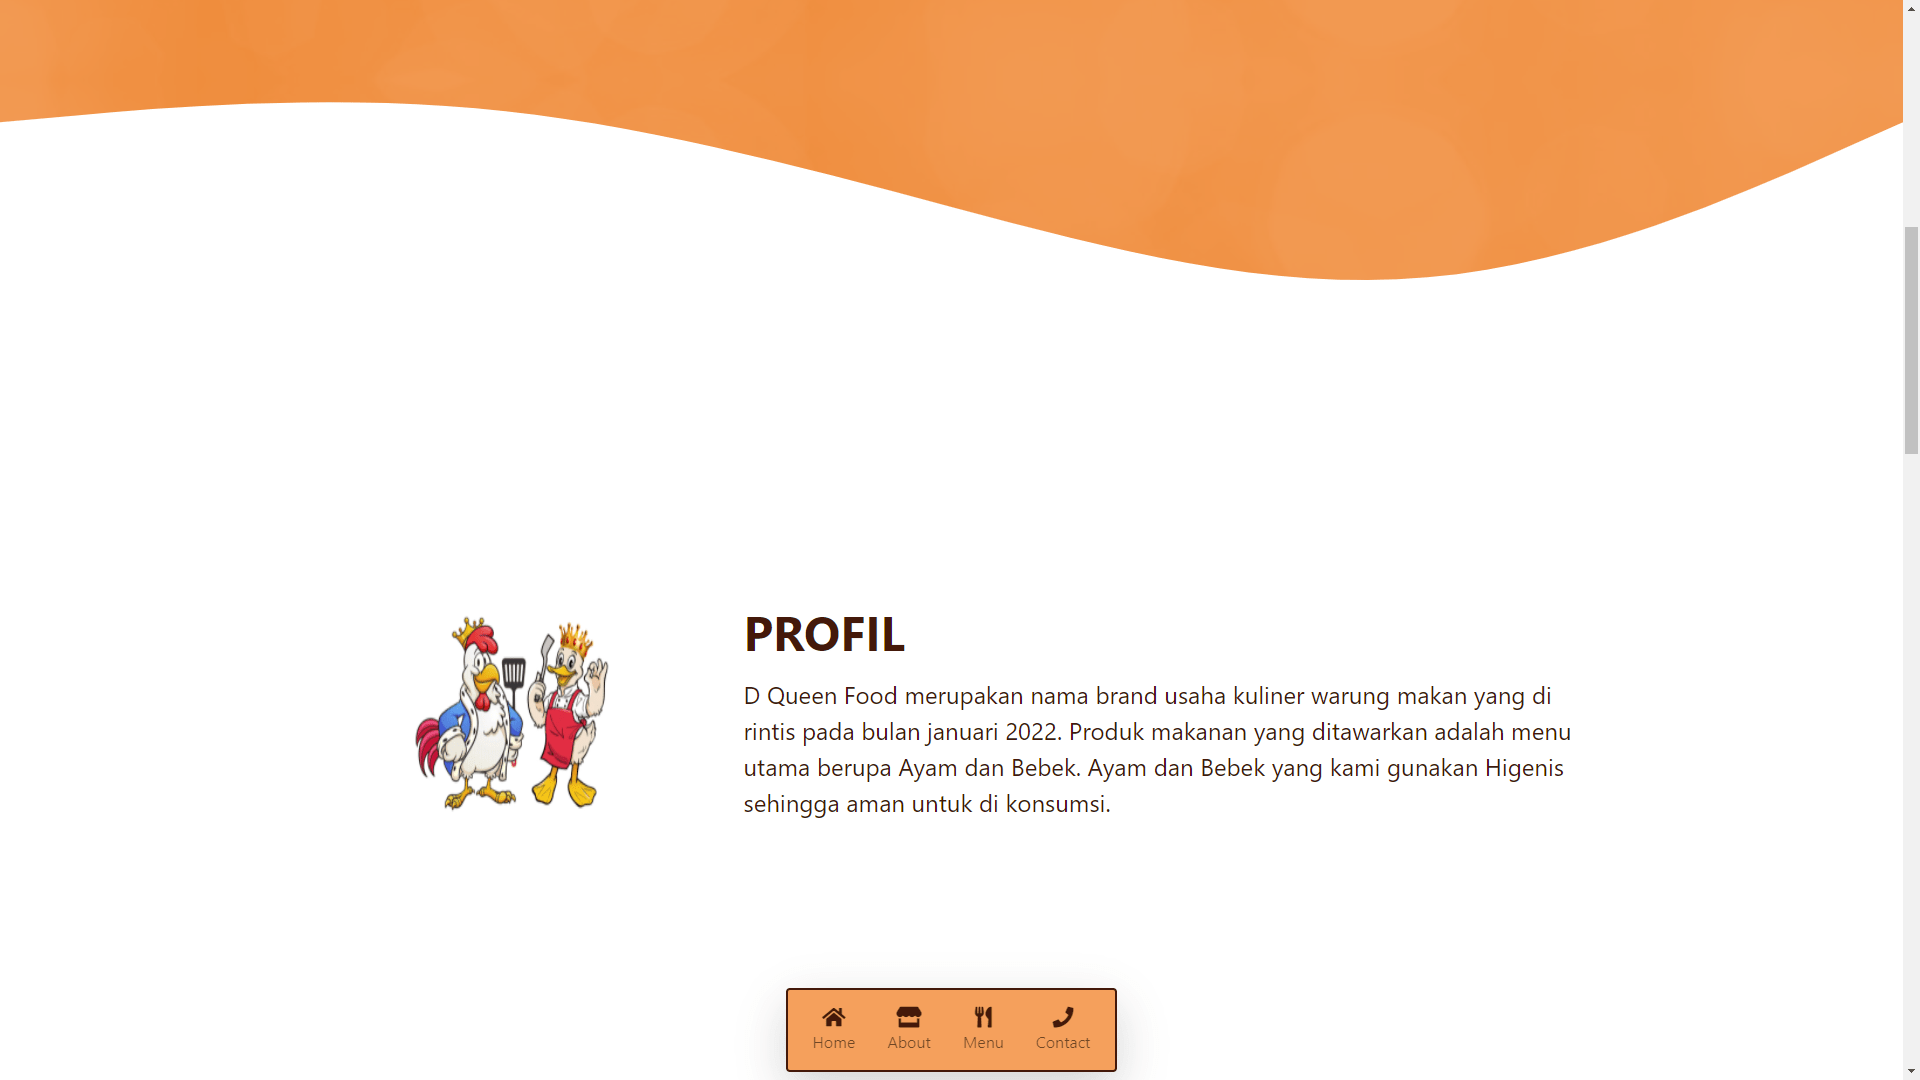 PROFIL
D Queen Food merupakan nama brand usaha kuliner warung makan yang di
rintis pada bulan januari 2022. Produk makanan yang ditawarkan adalah menu
utama berupa Ayam dan Bebek. Ayam dan Bebek yang kami gunakan Higenis
sehingga aman untuk di konsumsi.
Home About Menu Contact